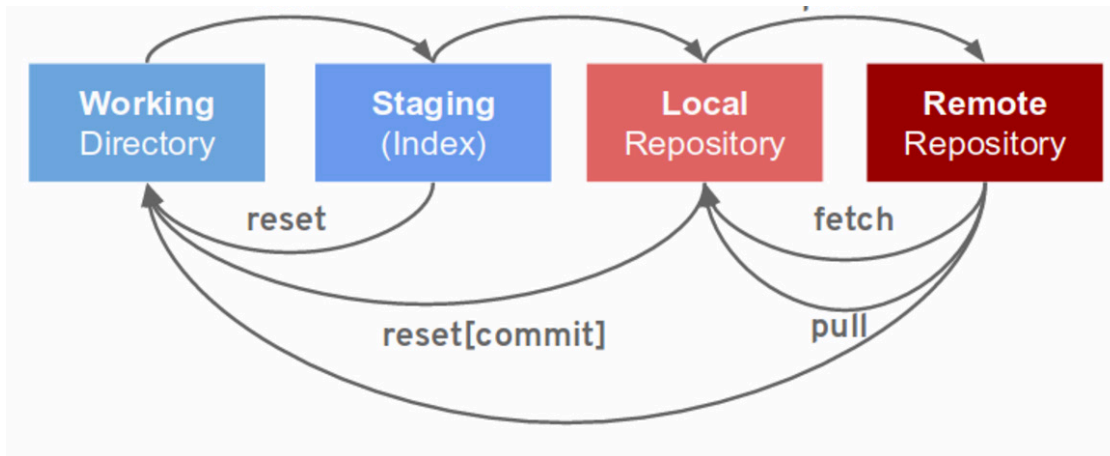 Working
Directory
Staging
(Index)
Local
Repository
Remote
Repository
reset
fetch
reset[commit]
pull